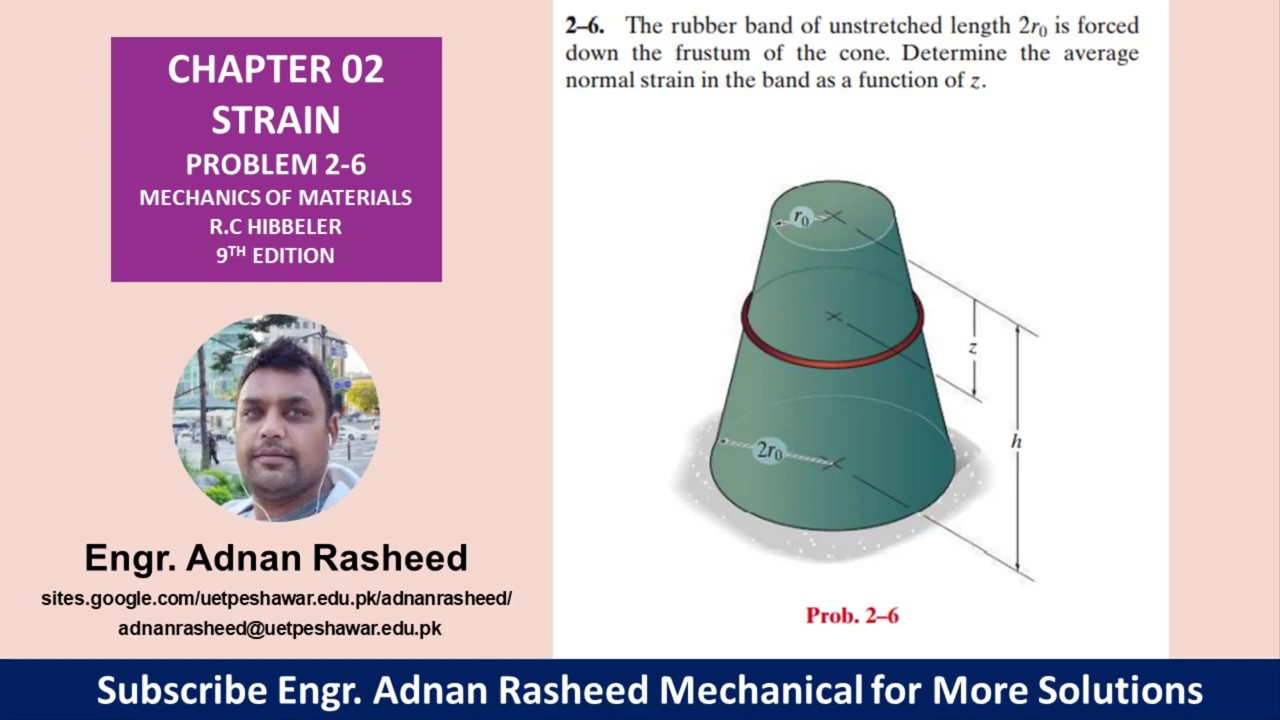 CHAPTER 02
STRAIN
PROBLEM 2-6
MECHANICS OF MATERIALS
R.C HIBBELER
9TH EDITION
Engr. Adnan Rasheed
sites.google.com/uetpeshawar.edu.pk/adnanrasheed/
adnanrasheed@uetpeshawar.edu.pk
2–6. The rubber band of unstretched length 2r0 is forced
down the frustum of the cone. Determine the average
normal strain in the band as a function of z.
r0
z
h
2r0
Prob. 2–6
Subscribe Engr. Adnan Rasheed Mechanical for More Solutions